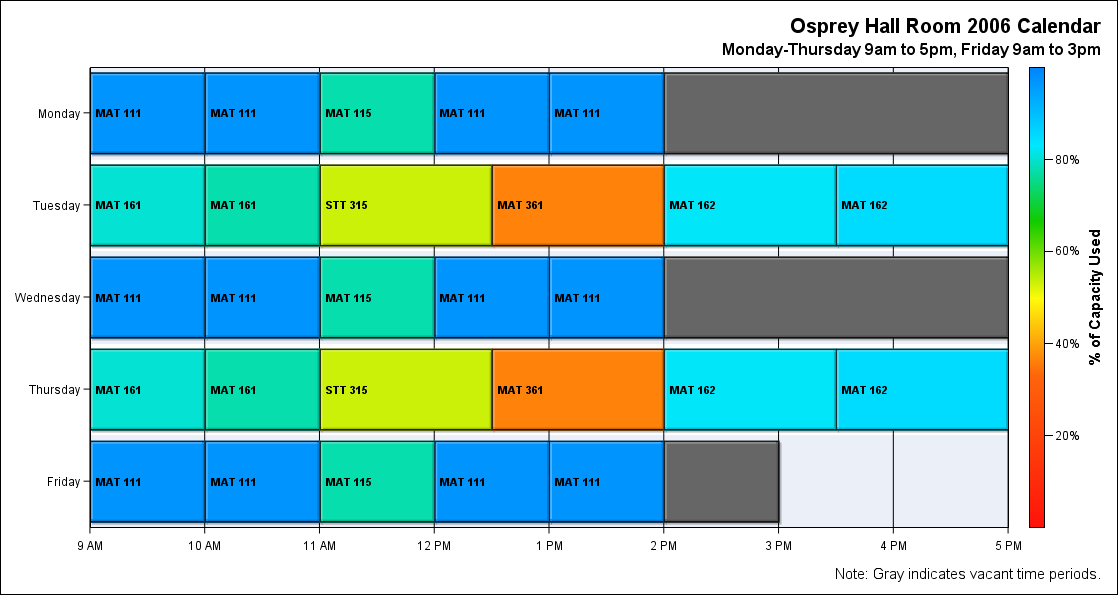 Osprey Hall Room 2006 Calendar
Monday-Thursday 9am to 5pm, Friday 9am to 3pm
Monday MAT 111 MAT 111 MAT 115 MAT 111 MAT 111
Tuesday MAT 161 MAT 161 STT 315 MAT 361 MAT 162 MAT 162
Wednesday MAT 111 MAT 111 MAT 115 MAT 111 MAT 111
Thursday MAT 161 MAT 161 STT 315 MAT 361 MAT 162 MAT 162
Friday MAT 111 MAT 111 MAT 115 MAT 111 MAT 111
9 AM 10 AM 11 AM 12 PM 1 PM 2 PM 3 PM 4 PM 5 PM
80%
60%
40%
20%
% of Capacity Used
Note: Gray indicates vacant time periods.